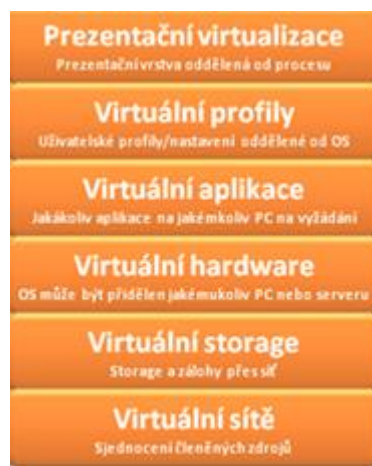 Prezentační virtualizace
Prezentační vrstva oddělená od procesu
Virtuální profily
Uživatelské profily/nastavení oddělené od OS
Virtuální aplikace
Jakákoliv aplikace na jakémkoliv PC na vyžádání
Virtuální hardware
OS může být přidělen jakémukoliv PC nebo serveru
Virtuální storage
Storage a zálohy přes síť
Virtuální sítě
Sjednocení členěných zdrojů